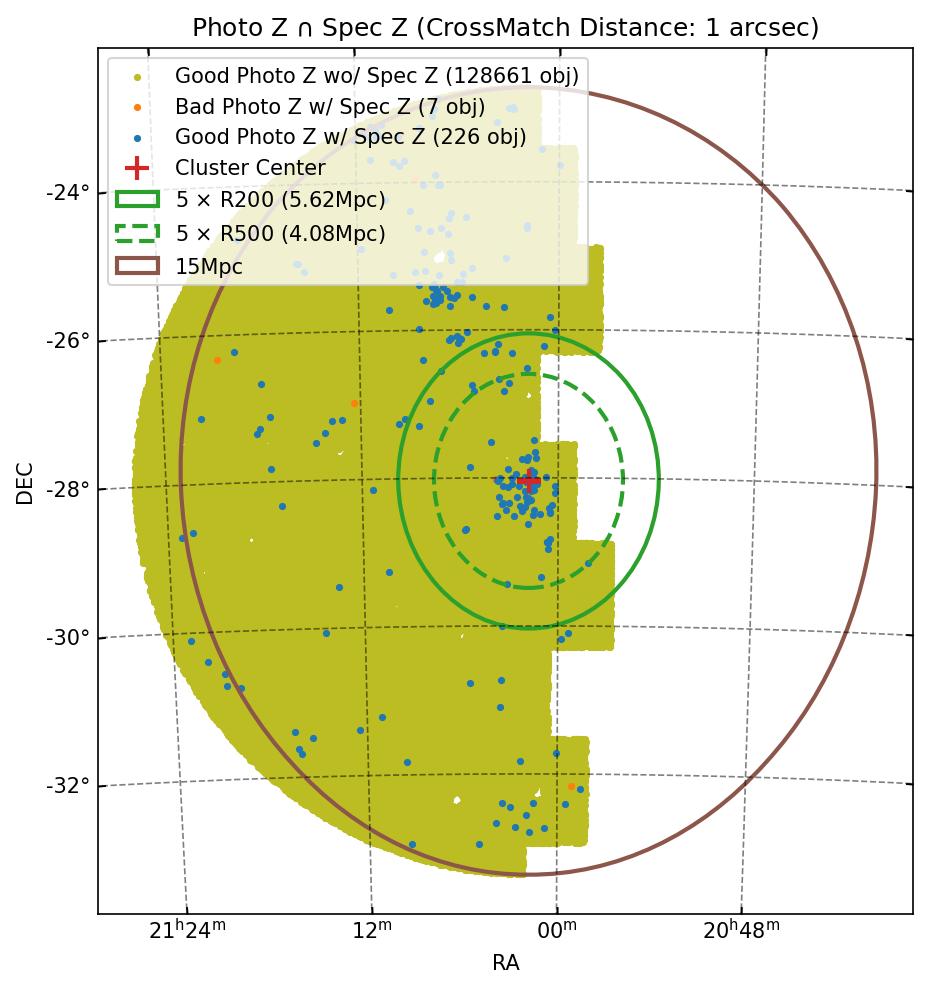 Photo Z ∩ Spec Z (CrossMatch Distance: 1 arcsec)
Good Photo Z wo/ Spec Z (128661 obj)
Bad Photo Z w/ Spec Z (7 obj)
Good Photo Z w/ Spec Z (226 obj)
Cluster Center
5 × R200 (5.62Mpc)
5 × R500 (4.08Mpc)
15Mpc
-24°
-26°
-28°
-30°
-32°
DEC
21ʰ24ᵐ 12ᵐ 00ᵐ 20ʰ48ᵐ
RA